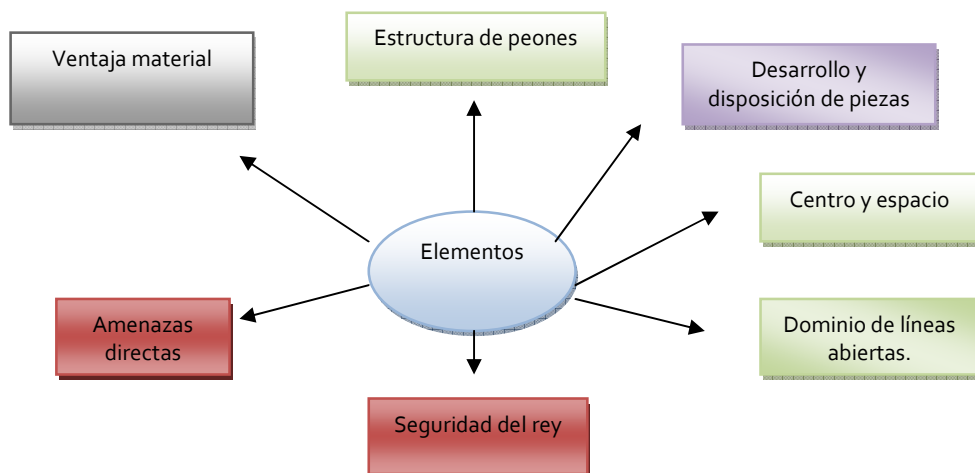 Ventaja material
Estructura de peones
Desarrollo y
disposición de piezas
Centro y espacio
Elementos
Amenazas
directas
Dominio de líneas
abiertas.
Seguridad del rey